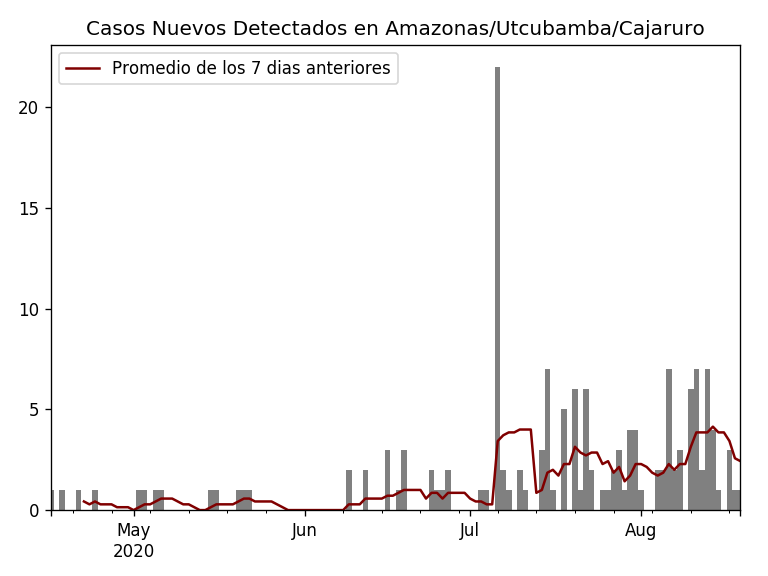 Casos Nuevos Detectados en Amazonas/Utcubamba/Cajaruro
Promedio de los 7 dias anteriores
20
15
10
5
0
May Jun Jul Aug
2020